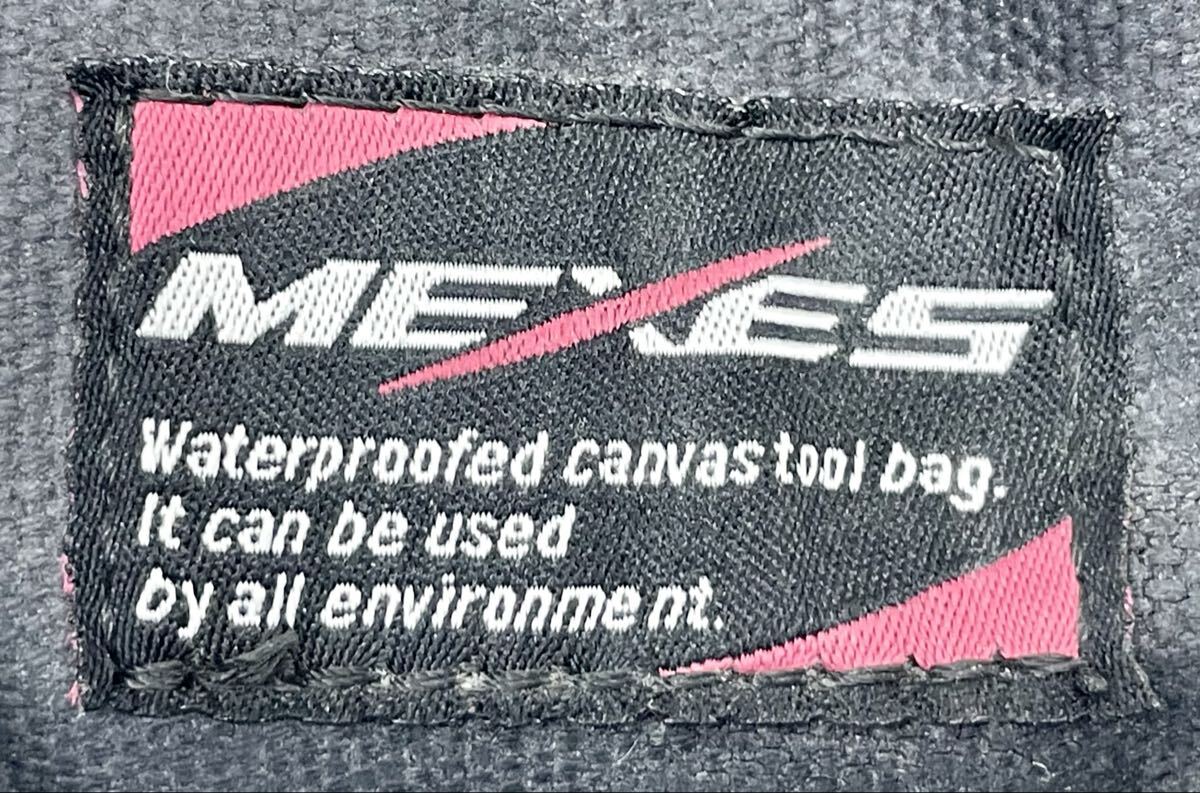 MEXES
Waterproofed canvas tool bag.
It can be used
by all environment.